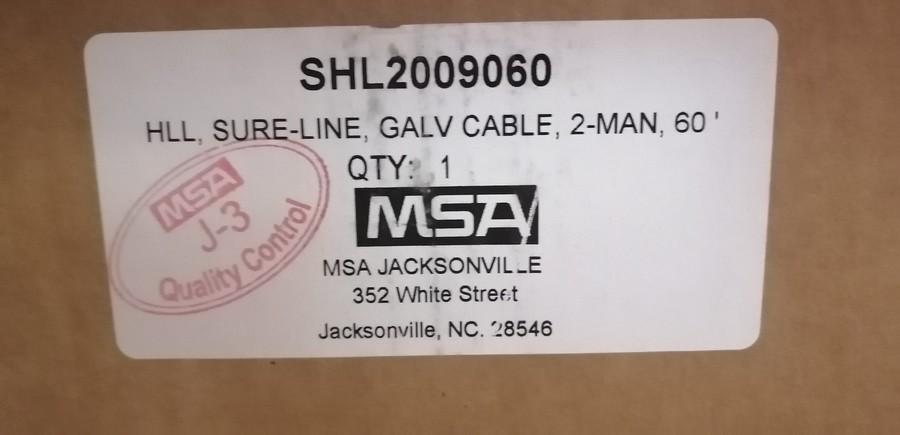 SHL2009060
HLL, SURE-LINE, GALV CABLE, 2-MAN, 60 '
QTY: 1
MSA
MSA JACKSONVILLE
352 White Street
Jacksonville, NC. 28546
MSA
J-3
Quality Control